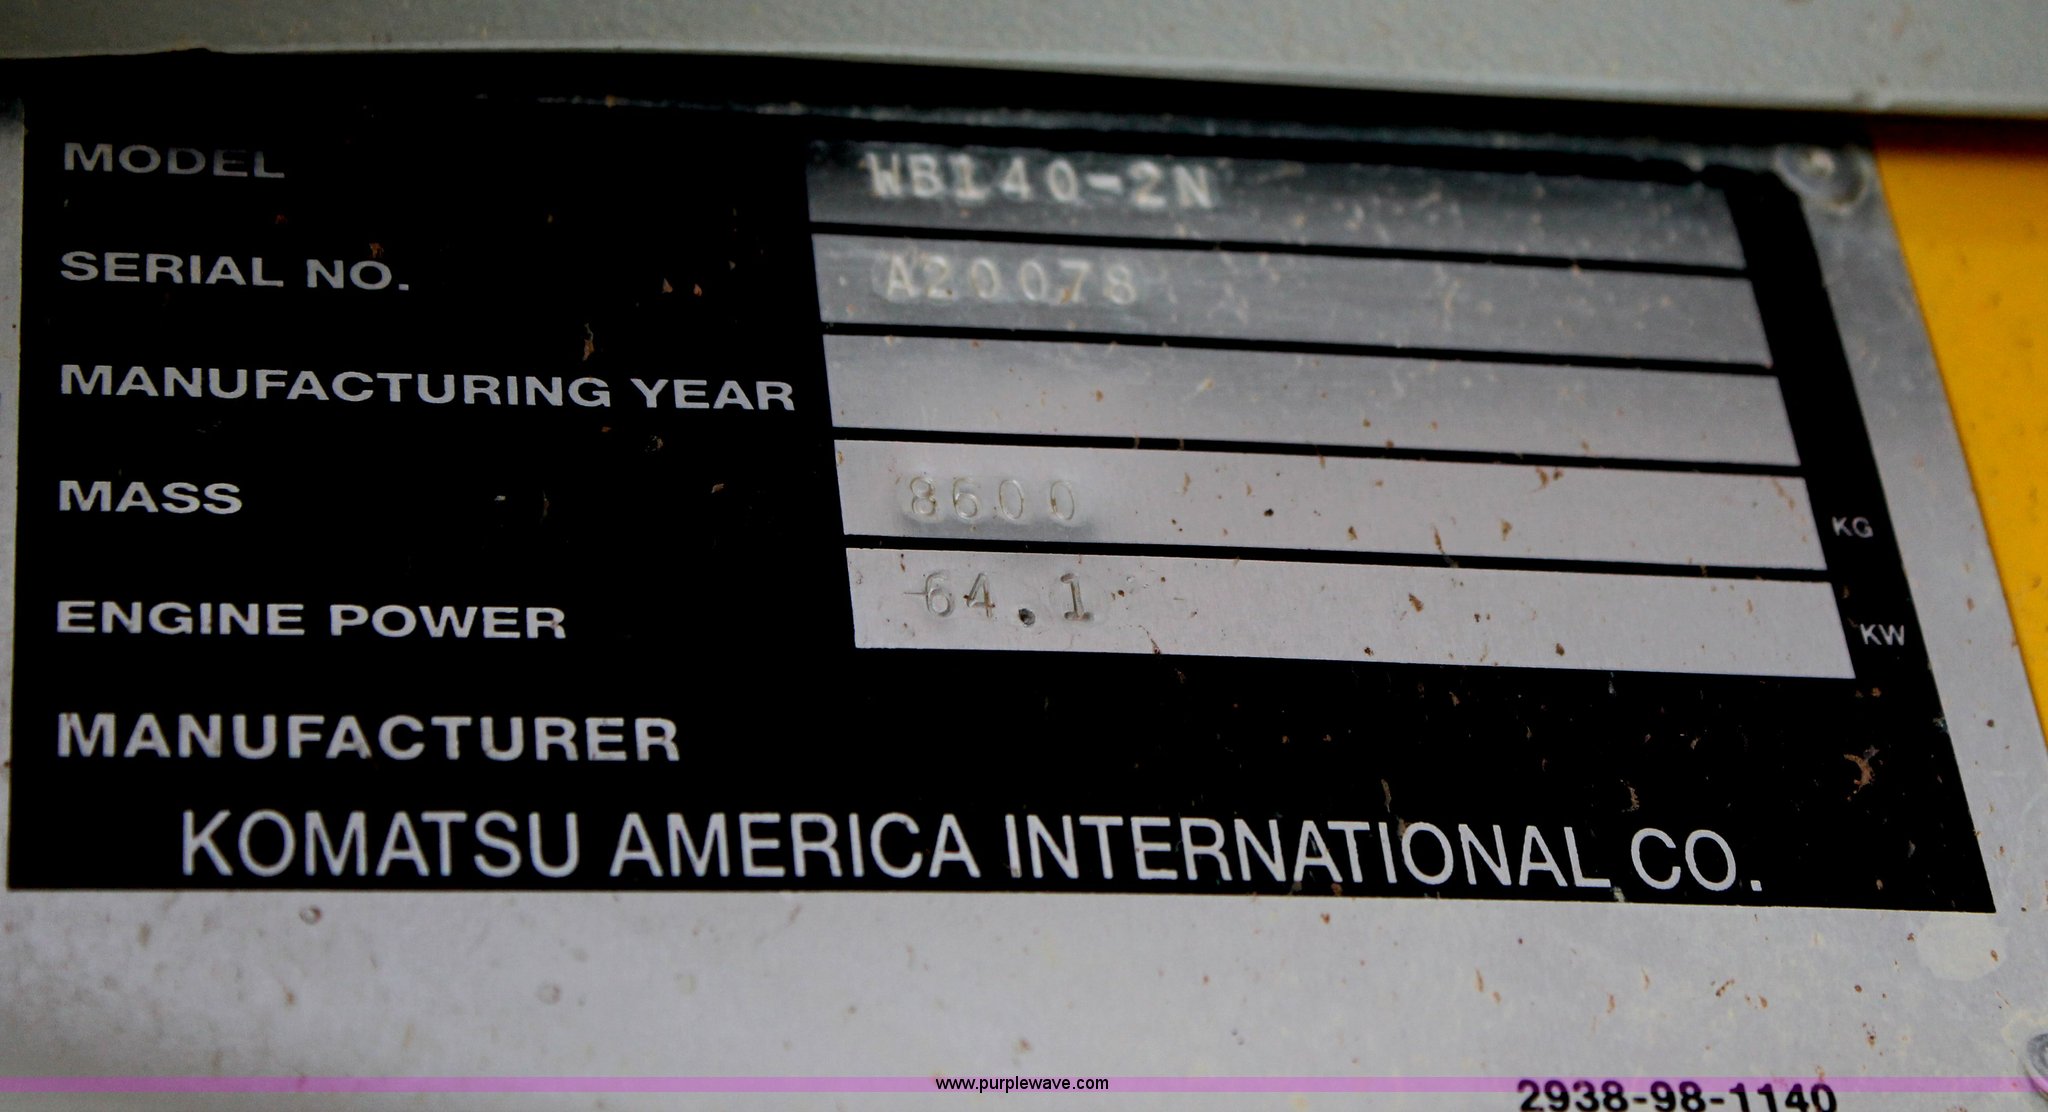 MODEL WB140-2N
SERIAL NO. A20078
MANUFACTURING YEAR
MASS 8600 KG
ENGINE POWER 64.1 KW
MANUFACTURER
KOMATSU AMERICA INTERNATIONAL CO.
www.purplewave.com
2938-98-1140